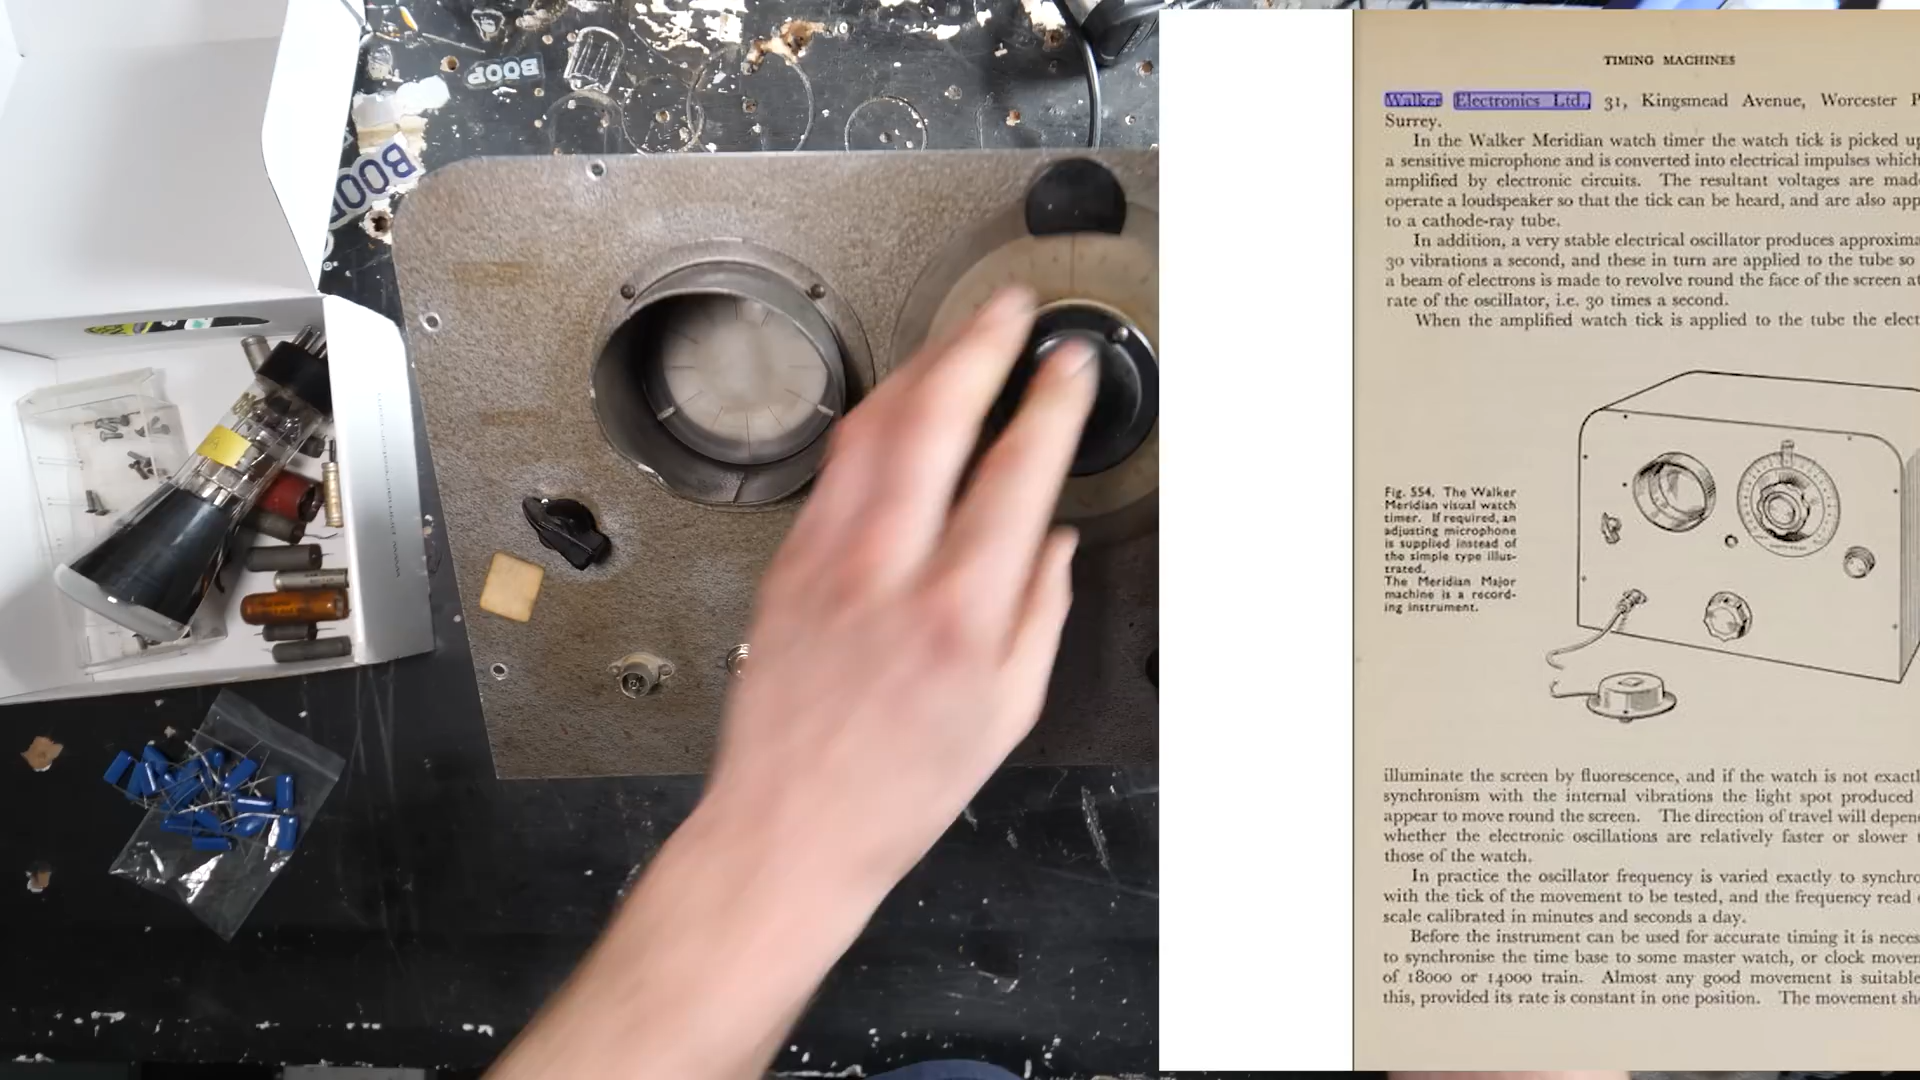 BOOP
BOOP
TIMING MACHINES
Walker Electronics Ltd., 31, Kingsmead Avenue, Worcester P
Surrey.
In the Walker Meridian watch timer the watch tick is picked up
a sensitive microphone and is converted into electrical impulses which
amplified by electronic circuits. The resultant voltages are made
operate a loudspeaker so that the tick can be heard, and are also app
to a cathode-ray tube.
In addition, a very stable electrical oscillator produces approxima
30 vibrations a second, and these in turn are applied to the tube so
a beam of electrons is made to revolve round the face of the screen at
rate of the oscillator, i.e. 30 times a second.
When the amplified watch tick is applied to the tube the elect
Fig. 554. The Walker
Meridian visual watch
timer. If required, an
adjusting microphone
is supplied instead of
the simple type illus-
trated.
The Meridian Major
machine is a record-
ing instrument.
illuminate the screen by fluorescence, and if the watch is not exactl
synchronism with the internal vibrations the light spot produced
appear to move round the screen. The direction of travel will depen
whether the electronic oscillations are relatively faster or slower
those of the watch.
In practice the oscillator frequency is varied exactly to synchro
with the tick of the movement to be tested, and the frequency read
scale calibrated in minutes and seconds a day.
Before the instrument can be used for accurate timing it is neces
to synchronise the time base to some master watch, or clock movem
of 18000 or 14000 train. Almost any good movement is suitable
this, provided its rate is constant in one position. The movement sh